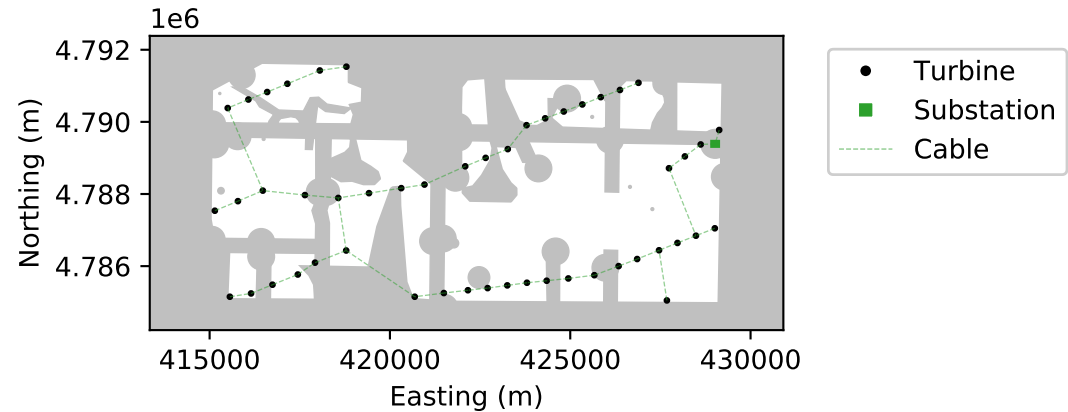 1e6
4.792
4.790
4.788
4.786
Northing (m)
415000 420000 425000 430000
Easting (m)
Turbine
Substation
Cable